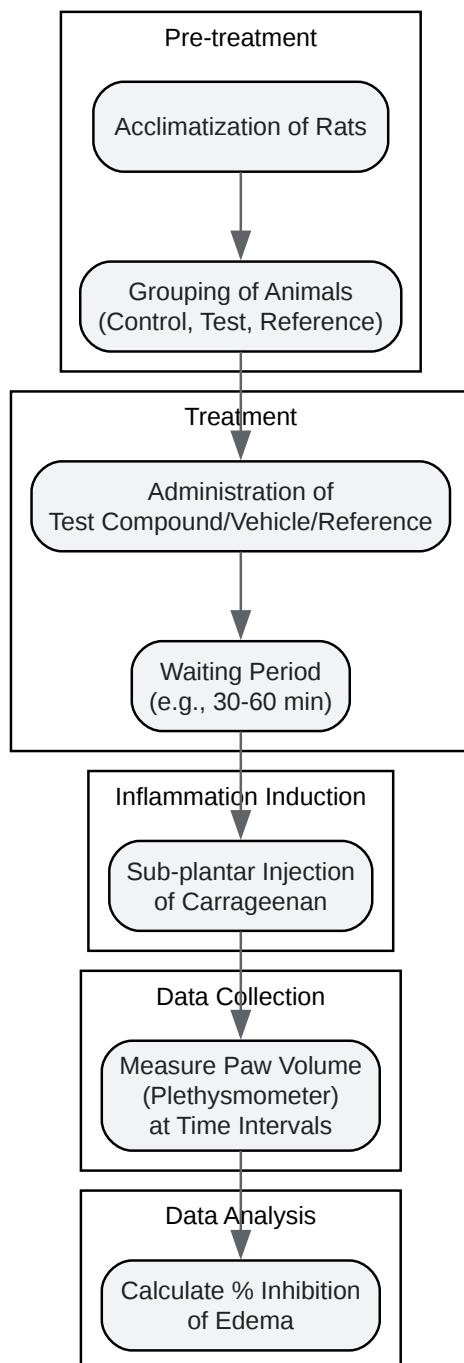 Pre-treatment
Acclimatization of Rats
Grouping of Animals
(Control, Test, Reference)
Treatment
Administration of
Test Compound/Vehicle/Reference
Waiting Period
(e.g., 30-60 min)
Inflammation Induction
Sub-plantar Injection
of Carrageenan
Data Collection
Measure Paw Volume
(Plethysmometer)
at Time Intervals
Data Analysis
Calculate % Inhibition
of Edema